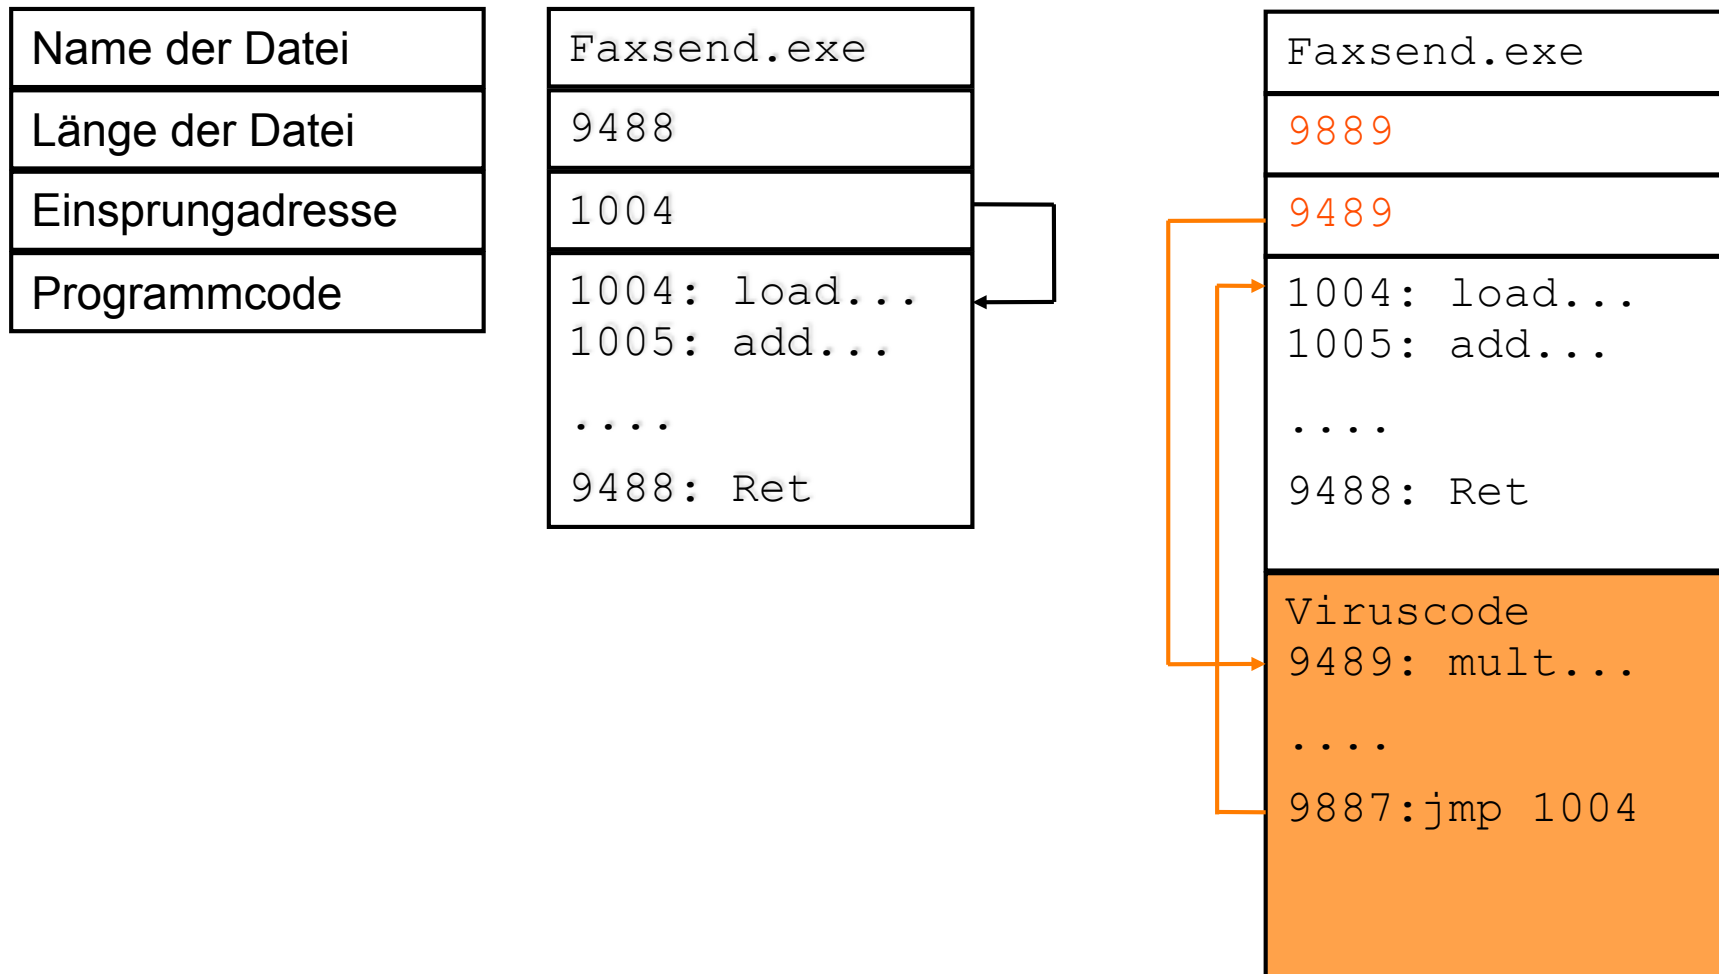 Name der Datei
Länge der Datei
Einsprungadresse
Programmcode
Faxsend.exe
9488
1004
1004: load...
1005: add...
....
9488: Ret
Faxsend.exe
9889
9489
1004: load...
1005: add...
....
9488: Ret
Viruscode
9489: mult...
....
9887:jmp 1004